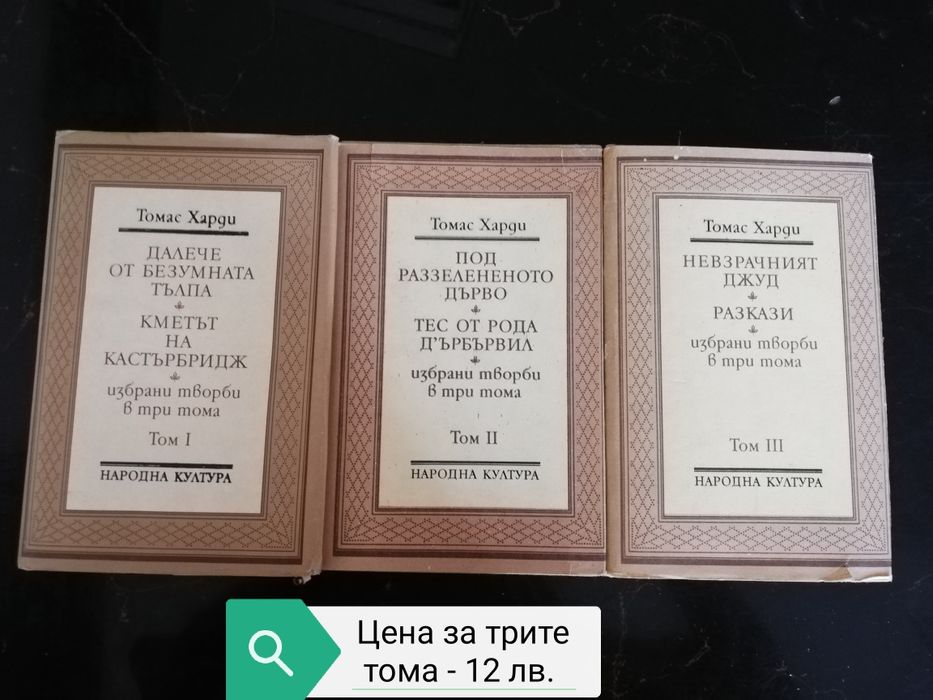 Томас Харди
ДАЛЕЧЕ
ОТ БЕЗУМНАТА
ТЪЛПА
КМЕТЪТ
НА
КАСТЪРБРИДЖ
избрани творби
в три тома
Том I
НАРОДНА КУЛТУРА
Томас Харди
ПОД
РАЗЗЕЛЕНЕНОТО
ДЪРВО
ТЕС ОТ РОДА
Д'ЪРБЪРВИЛ
избрани творби
в три тома
Том II
НАРОДНА КУЛТУРА
Томас Харди
НЕВЗРАЧНИЯТ
ДЖУД
РАЗКАЗИ
избрани творби
в три тома
Том III
НАРОДНА КУЛТУРА
Цена за трите
тома - 12 лв.